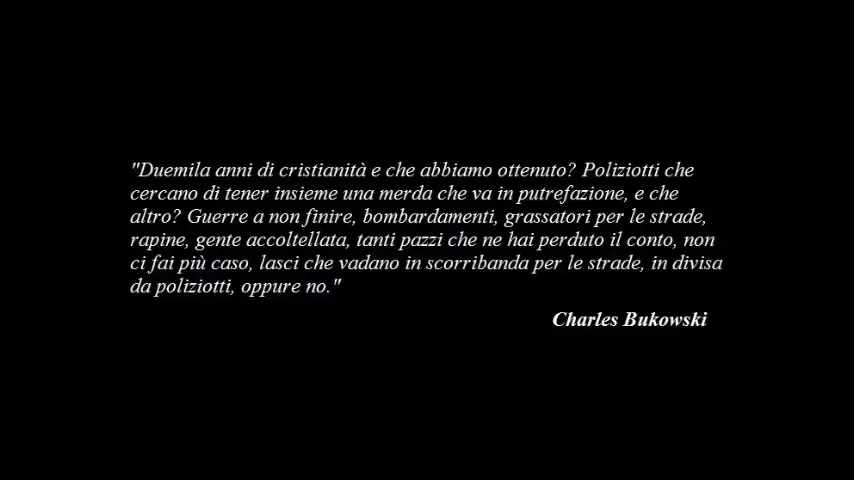 "Duemila anni di cristianità e che abbiamo ottenuto? Poliziotti che
cercano di tener insieme una merda che va in putrefazione, e che
altro? Guerre a non finire, bombardamenti, grassatori per le strade,
rapine, gente accoltellata, tanti pazzi che ne hai perduto il conto, non
ci fai più caso, lasci che vadano in scorribanda per le strade, in divisa
da poliziotti, oppure no."
Charles Bukowski